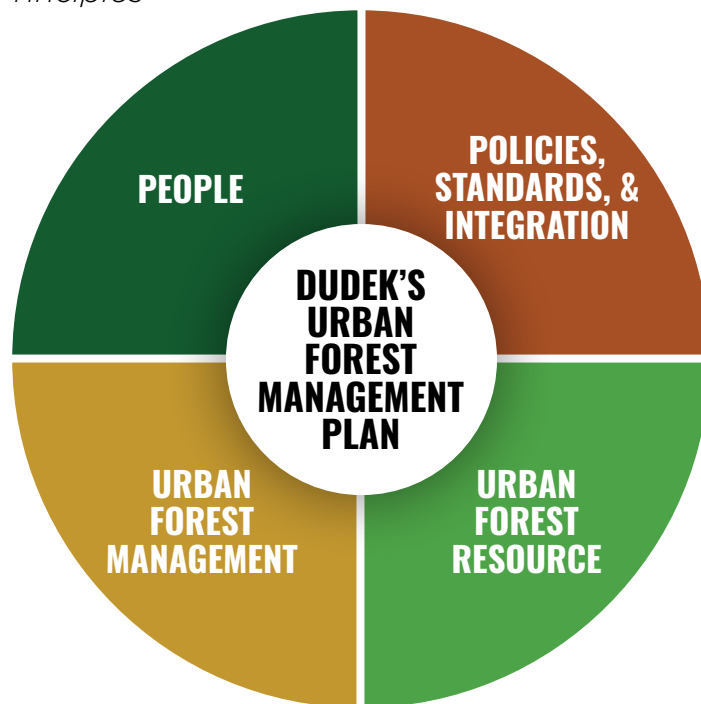 PEOPLE
POLICIES,
STANDARDS, &
INTEGRATION
DUDEK'S
URBAN
FOREST
MANAGEMENT
PLAN
URBAN
FOREST
MANAGEMENT
URBAN
FOREST
RESOURCE